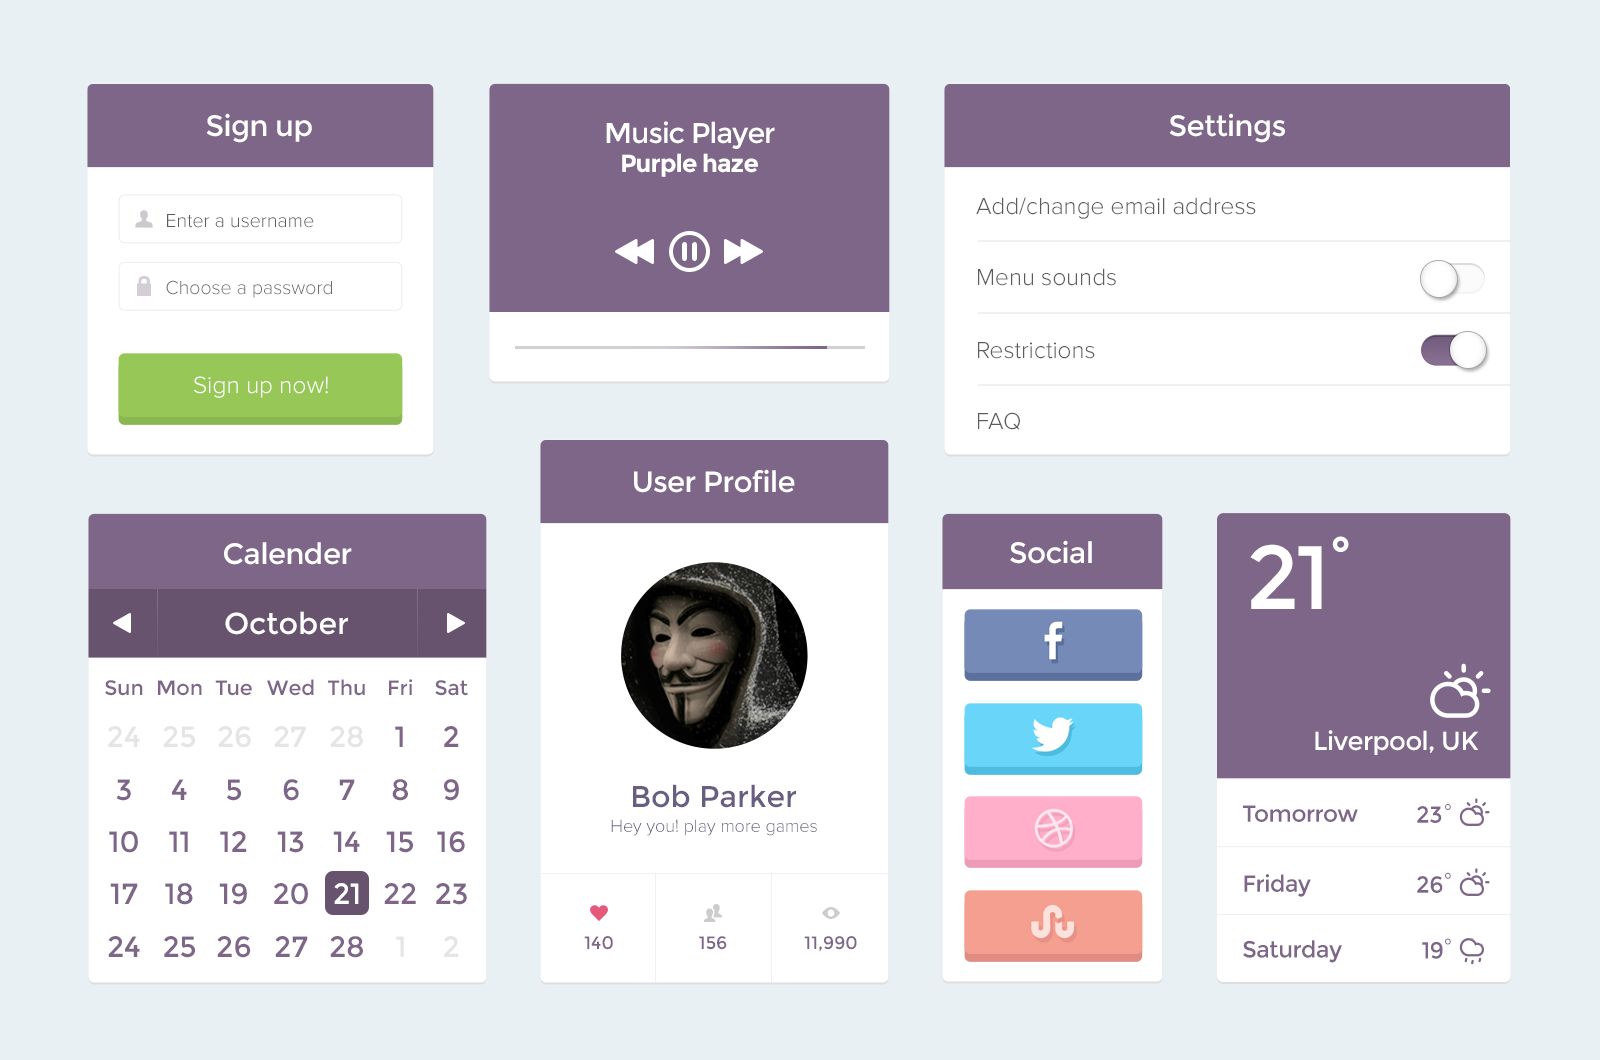 Sign up
Enter a username
Choose a password
Sign up now!
Music Player
Purple haze
Settings
Add/change email address
Menu sounds
Restrictions
FAQ
Calender
October
Sun Mon Tue Wed Thu Fri Sat
24 25 26 27 28 1 2
3 4 5 6 7 8 9
10 11 12 13 14 15 16
17 18 19 20 21 22 23
24 25 26 27 28 1 2
User Profile
Bob Parker
Hey you! play more games
140 156 11,990
Social
21°
Liverpool, UK
Tomorrow 23°
Friday 26°
Saturday 19°